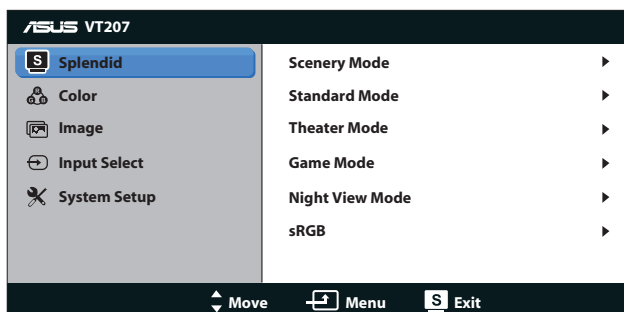 ASUS VT207
S Splendid
Color
Image
Input Select
System Setup
Scenery Mode
Standard Mode
Theater Mode
Game Mode
Night View Mode
sRGB
Move Menu S Exit